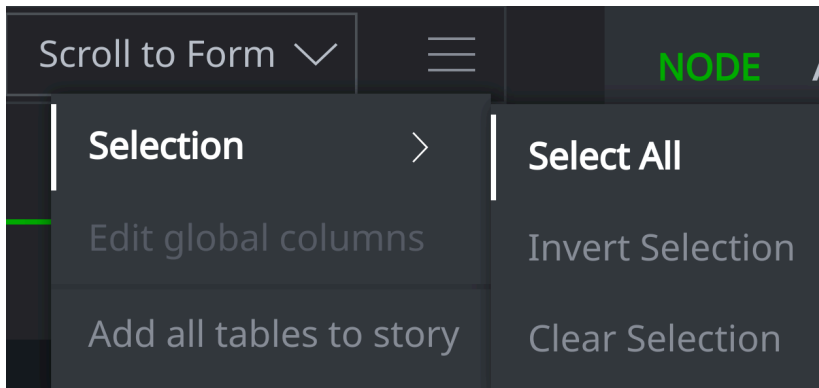 Scroll to Form
NODE
Selection
Select All
Edit global columns
Invert Selection
Add all tables to story
Clear Selection